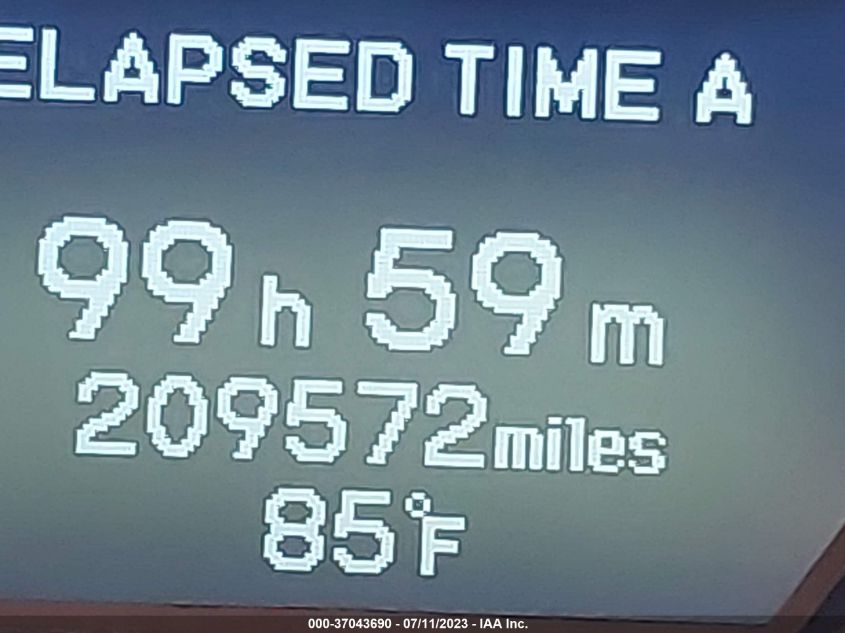 ELAPSED TIME A
99h 59m
209572miles
85°F
000-37043690 - 07/11/2023 - IAA Inc.